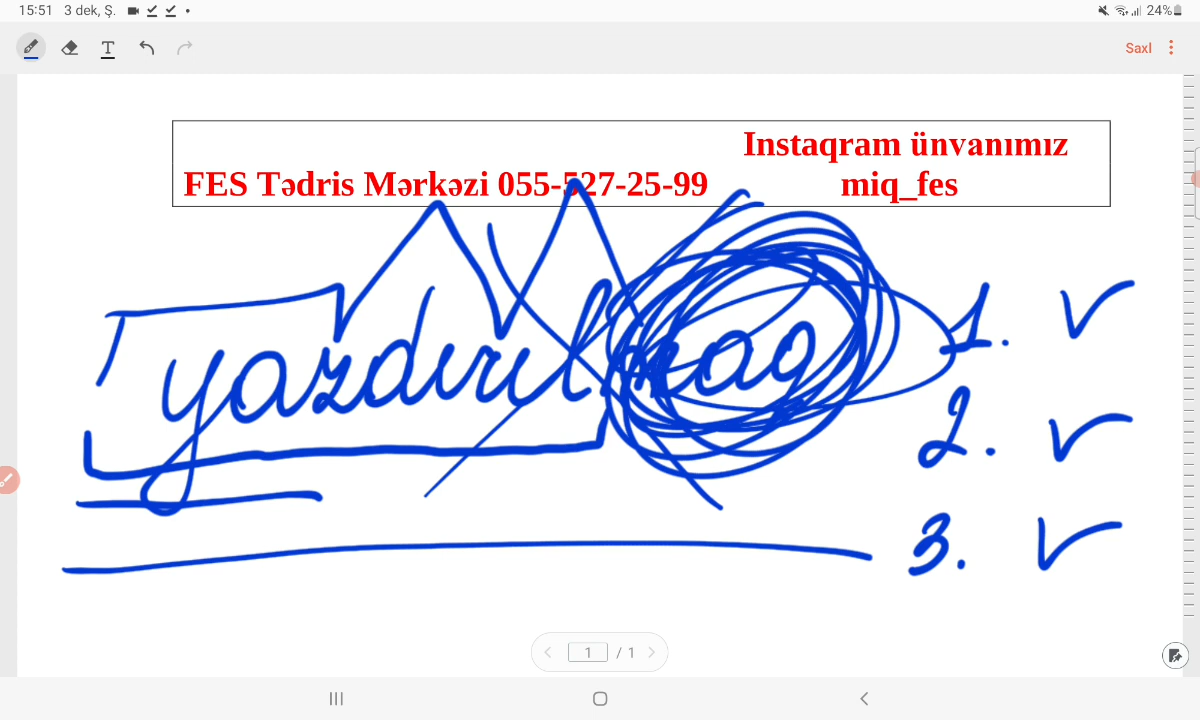 15:51 3 dek, Ş. 24%
T Saxl
Instaqram ünvanımız
FES Tədris Mərkəzi 055-527-25-99 miq_fes
yazdırılmaq
1. v
2. v
3. v
1 / 1